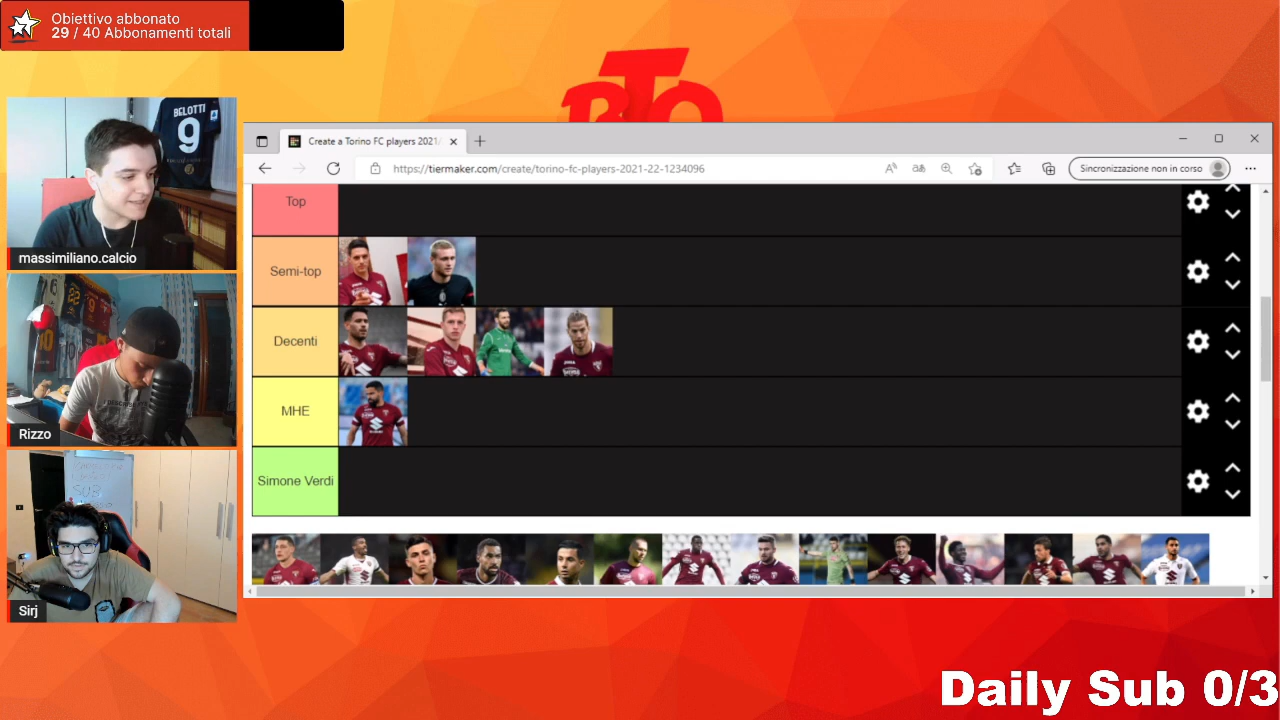 Obiettivo abbonato
29 / 40 Abbonamenti totali
BTO
BELOTTI
9
massimiliano.calcio
Rizzo
SUB
Sirj
Create a Torino FC players 2021/
https://tiermaker.com/create/torino-fc-players-2021-22-1234096
Sincronizzazione non in corso
Top
Semi-top
Decenti
MHE
Simone Verdi
Daily Sub 0/3